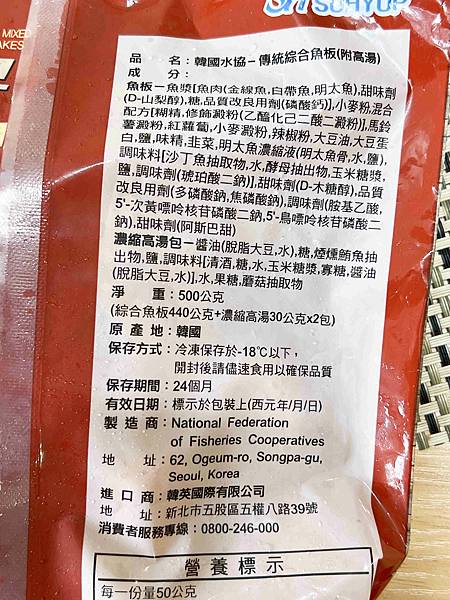 SUHYUP
MIXED
AKES
品　　名：韓國水協－傳統綜合魚板(附高湯)
成　　分：
魚板－魚漿[魚肉(金線魚,白帶魚,明太魚),甜味劑
(D-山梨醇),糖,品質改良用劑(磷酸鈣)],小麥粉,混合
配方[糊精,修飾澱粉(乙醯化己二酸二澱粉)],馬鈴
薯澱粉,紅蘿蔔,小麥澱粉,辣椒粉,大豆油,大豆蛋
白,鹽,味精,韭菜,明太魚濃縮液(明太魚骨,水,鹽),
調味料[沙丁魚抽取物,水,酵母抽出物,玉米糖漿,
鹽,調味劑(琥珀酸二鈉)],甜味劑(D-木糖醇),品質
改良用劑(多磷酸鈉,焦磷酸鈉),調味劑(胺基乙酸,
5'-次黃嘌呤核苷磷酸二鈉,5'-鳥嘌呤核苷磷酸二
鈉),甜味劑(阿斯巴甜)
濃縮高湯包－醬油(脫脂大豆,水),糖,煙燻鮪魚抽
出物,鹽,調味料[清酒,糖,水,玉米糖漿,寡糖,醬油
(脫脂大豆,水)],水,果糖,蘑菇抽取物
淨　　重：500公克
(綜合魚板440公克+濃縮高湯30公克x2包)
原 產 地：韓國
保存方式：冷凍保存於-18℃以下，
開封後請儘速食用以確保品質
保存期間：24個月
有效日期：標示於包裝上(西元年/月/日)
製 造 商：National Federation
of Fisheries Cooperatives
地　　址：62, Ogeum-ro, Songpa-gu,
Seoul, Korea
進 口 商：韓英國際有限公司
地　　址：新北市五股區五權八路39號
消費者服務專線：0800-246-000
營養標示
每一份量50公克